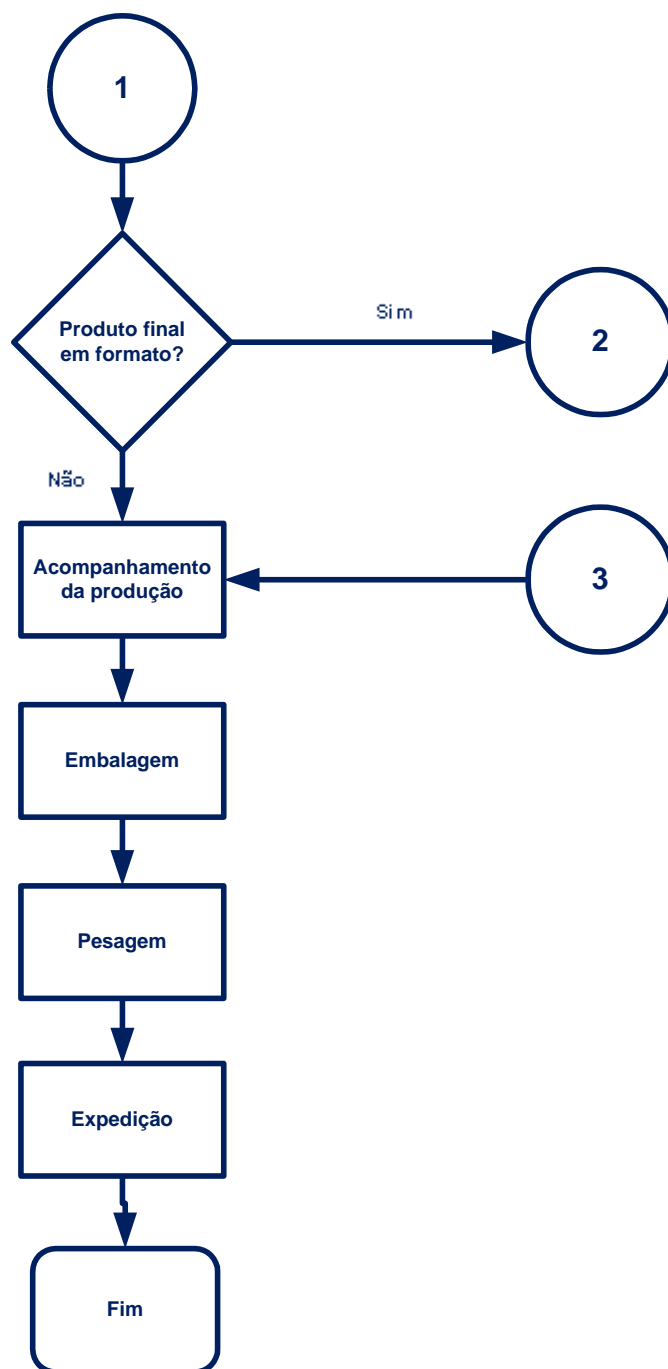 1
Produto final
em formato?
Sim
2
Não
Acompanhamento
da produção
3
Embalagem
Pesagem
Expedição
Fim